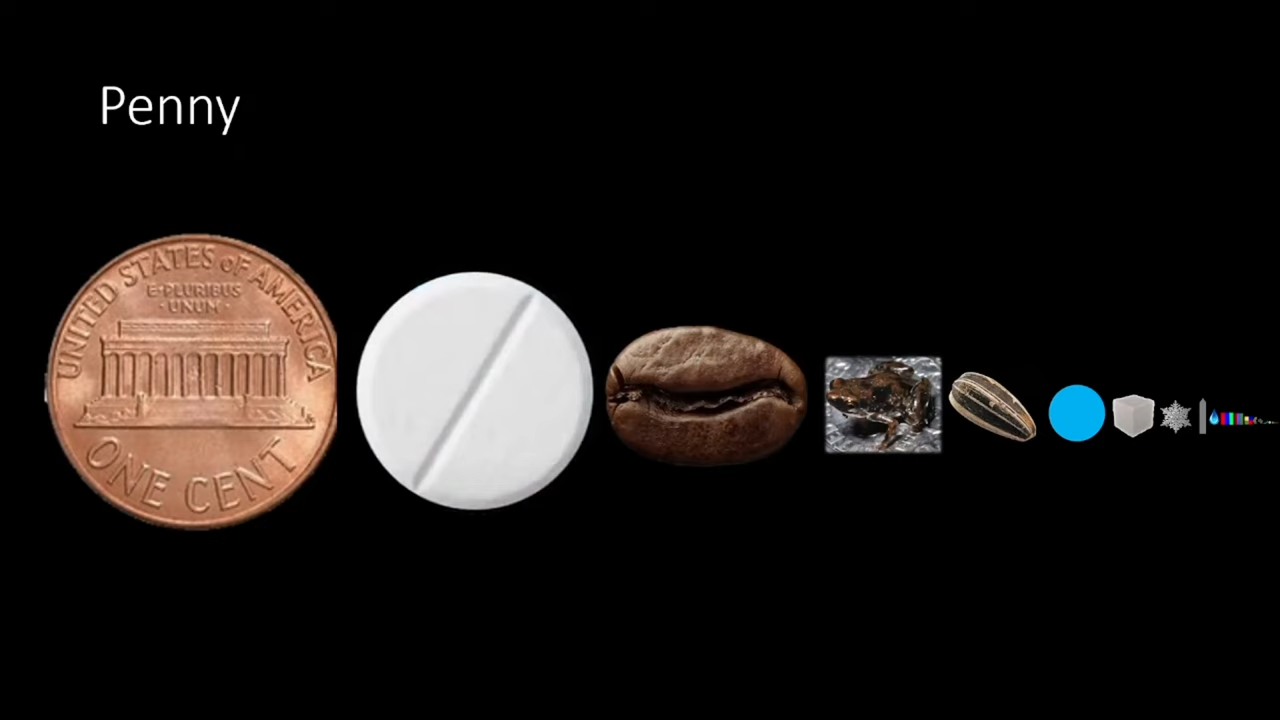 Penny
UNITED STATES OF AMERICA
E·PLURIBUS
·UNUM·
ONE CENT